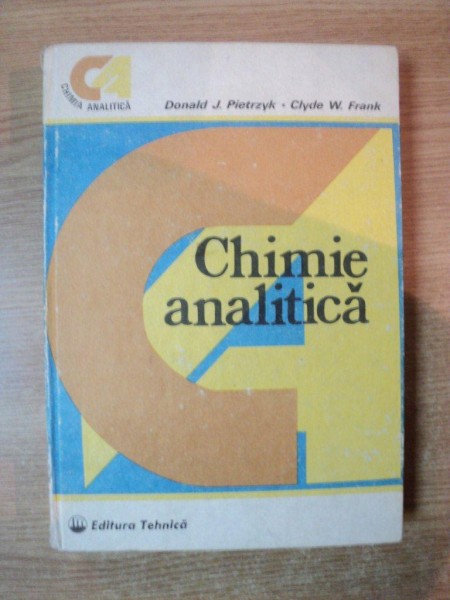 CHIMIA ANALITICĂ
Donald J. Pietrzyk • Clyde W. Frank
Chimie
analitică
Editura Tehnică